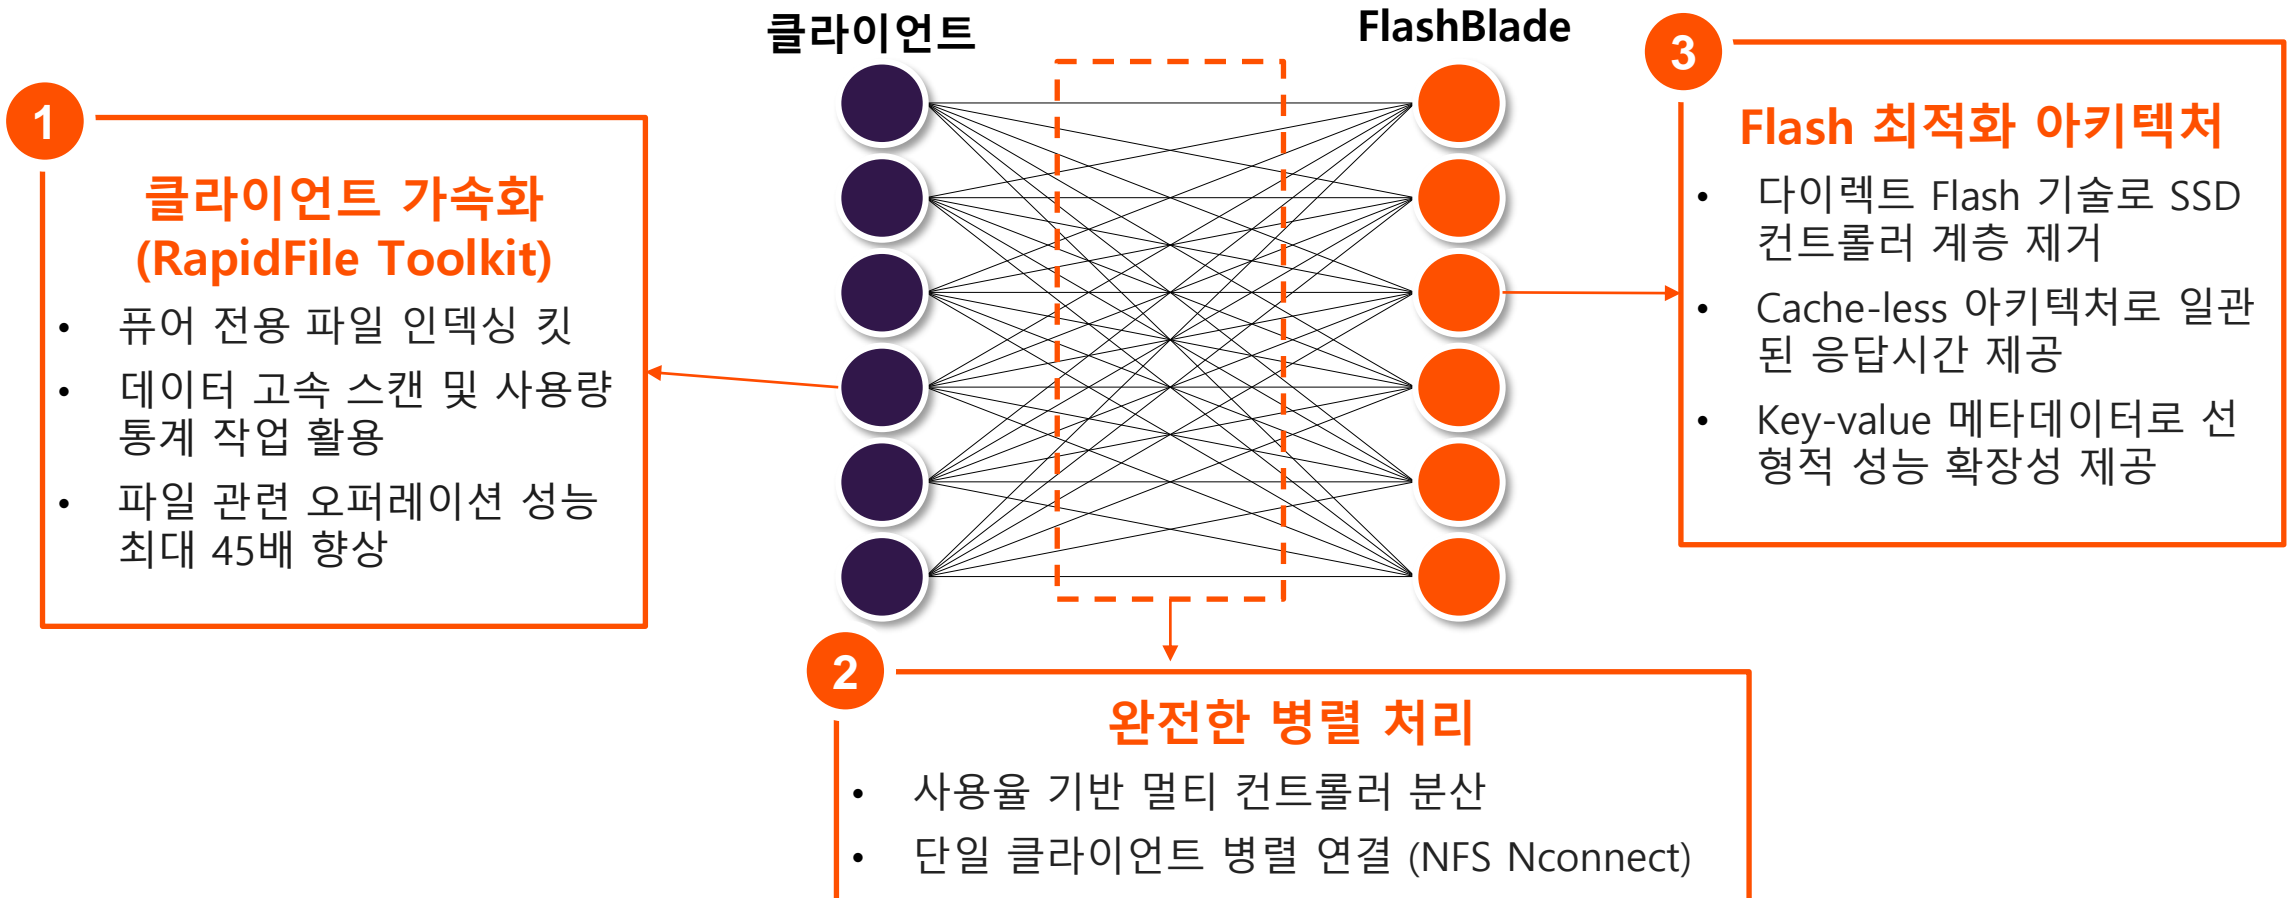 클라이언트
FlashBlade
1
클라이언트 가속화
(RapidFile Toolkit)
• 퓨어 전용 파일 인덱싱 킷
• 데이터 고속 스캔 및 사용량
통계 작업 활용
• 파일 관련 오퍼레이션 성능
최대 45배 향상
2
완전한 병렬 처리
• 사용율 기반 멀티 컨트롤러 분산
• 단일 클라이언트 병렬 연결 (NFS Nconnect)
3
Flash 최적화 아키텍처
• 다이렉트 Flash 기술로 SSD
컨트롤러 계층 제거
• Cache-less 아키텍처로 일관
된 응답시간 제공
• Key-value 메타데이터로 선
형적 성능 확장성 제공